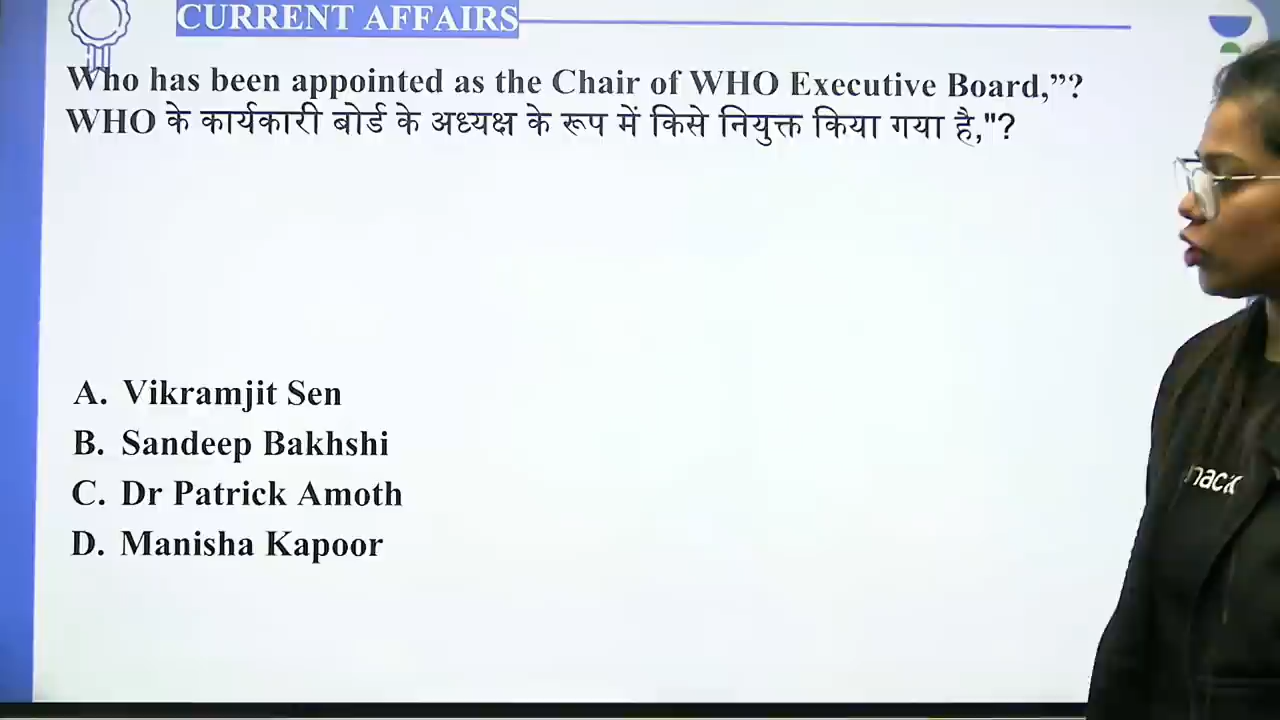 CURRENT AFFAIRS
Who has been appointed as the Chair of WHO Executive Board,”?
WHO के कार्यकारी बोर्ड के अध्यक्ष के रूप में किसे नियुक्त किया गया है,"?
A. Vikramjit Sen
B. Sandeep Bakhshi
C. Dr Patrick Amoth
D. Manisha Kapoor